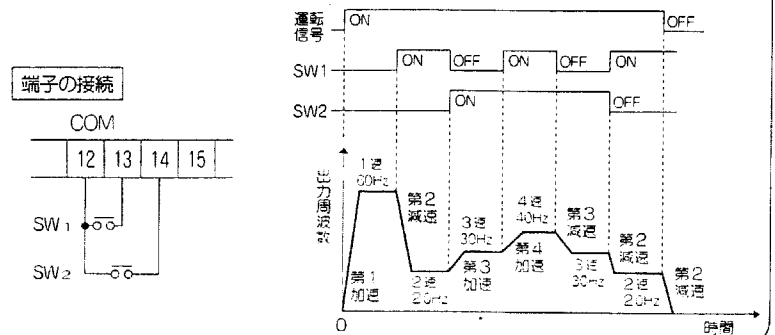 端子の接続
COM
12 13 14 15
SW1
SW2
運転信号 ON OFF
SW1 ON OFF ON OFF ON
SW2 ON OFF
出力周波数
1速
60Hz
第2
減速
2速
20Hz
第1
加速
3速
30Hz
第3
加速
4速
40Hz
第4
加速
第3
減速
3速
30Hz
第2
減速
2速
20Hz
第2
減速
0
時間